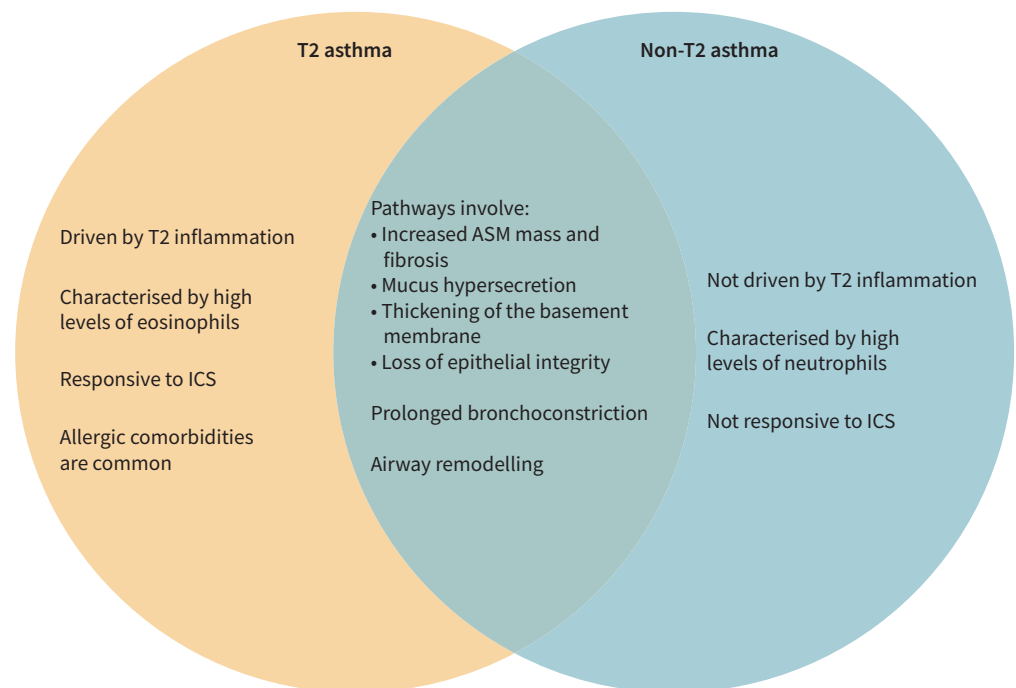 T2 asthma
Non-T2 asthma
Driven by T2 inflammation
Characterised by high
levels of eosinophils
Responsive to ICS
Allergic comorbidities
are common
Pathways involve:
• Increased ASM mass and
fibrosis
• Mucus hypersecretion
• Thickening of the basement
membrane
• Loss of epithelial integrity
Prolonged bronchoconstriction
Airway remodelling
Not driven by T2 inflammation
Characterised by high
levels of neutrophils
Not responsive to ICS